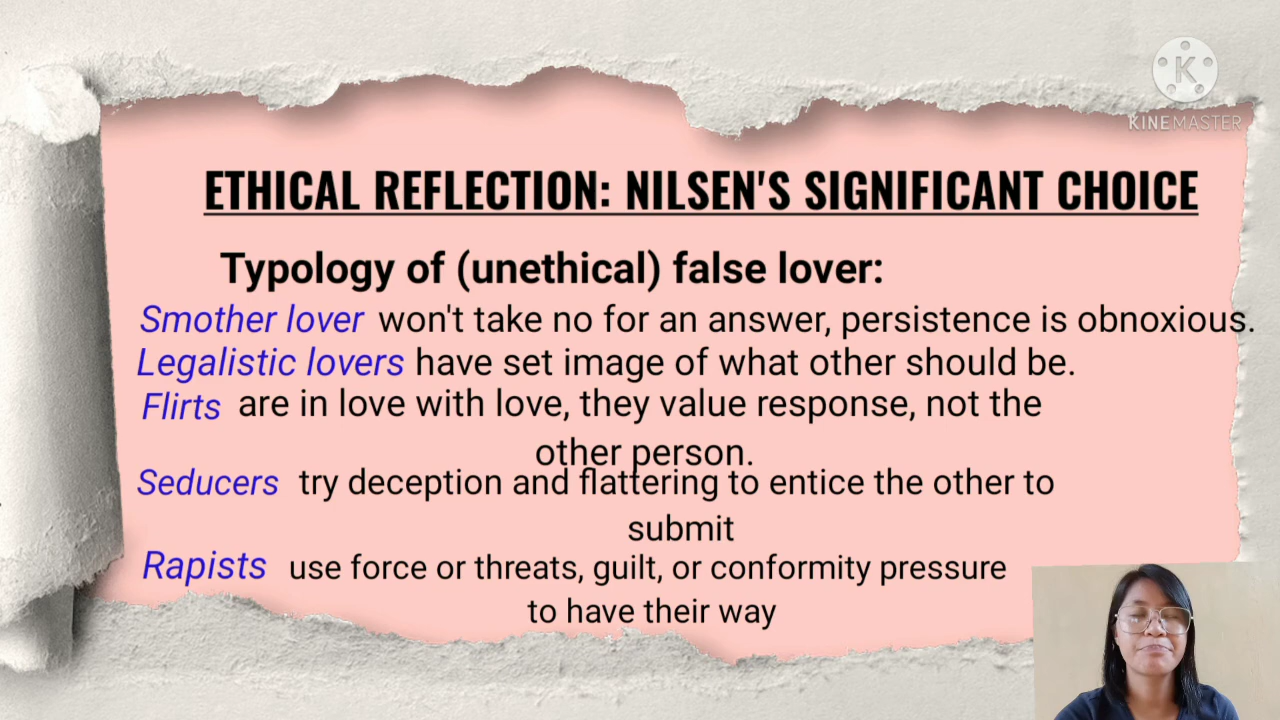 K
KINEMASTER
ETHICAL REFLECTION: NILSEN'S SIGNIFICANT CHOICE
Typology of (unethical) false lover:
Smother lover won't take no for an answer, persistence is obnoxious.
Legalistic lovers have set image of what other should be.
Flirts are in love with love, they value response, not the
other person.
Seducers try deception and flattering to entice the other to
submit
Rapists use force or threats, guilt, or conformity pressure
to have their way